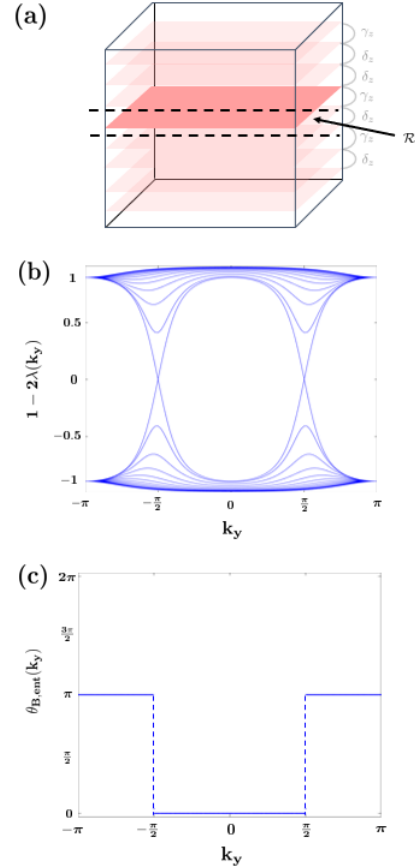 (a)
γz
δz
δz
γz
δz
γz
δz
R
(b)
1
0.5
0
−0.5
−1
1 − 2λ(ky)
−π −π/2 0 π/2 π
ky
(c)
2π
3π/2
π
π/2
0
θB,ent(ky)
−π −π/2 0 π/2 π
ky